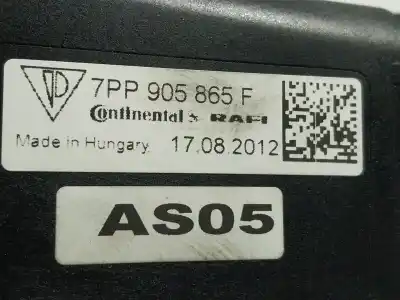 7PP 905 865 F
Continental & RAFI
Made in Hungary 17.08.2012
AS05